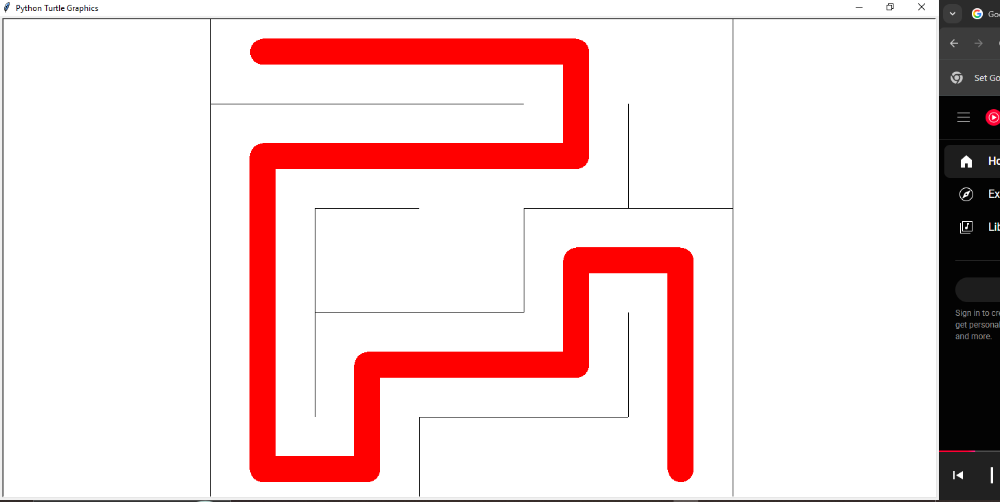 Python Turtle Graphics
Set Go
Sign in to cre
get personal
and more.